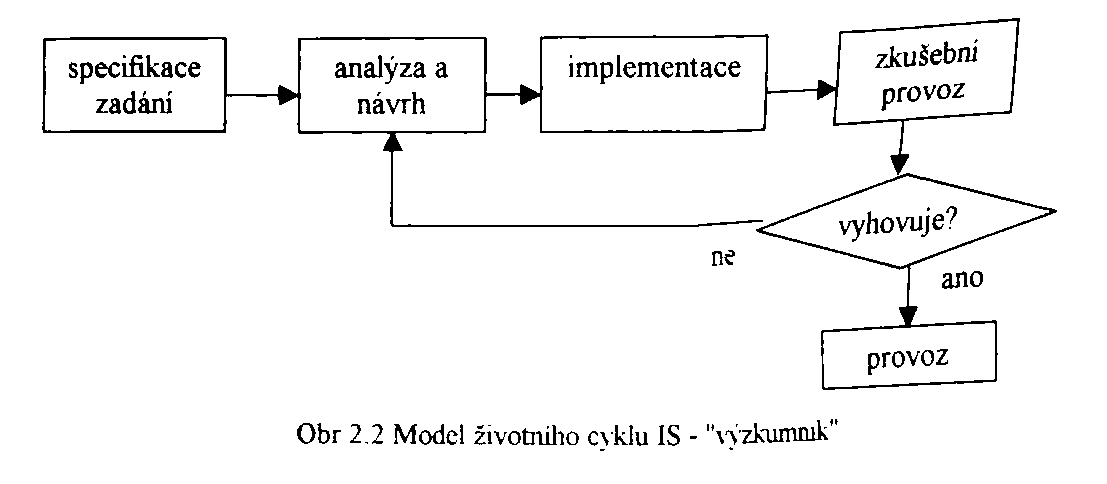 specifikace
zadání
analýza a
návrh
implementace
zkušební
provoz
vyhovuje?
ne
ano
provoz
Obr 2.2 Model životního cyklu IS - "výzkumník"